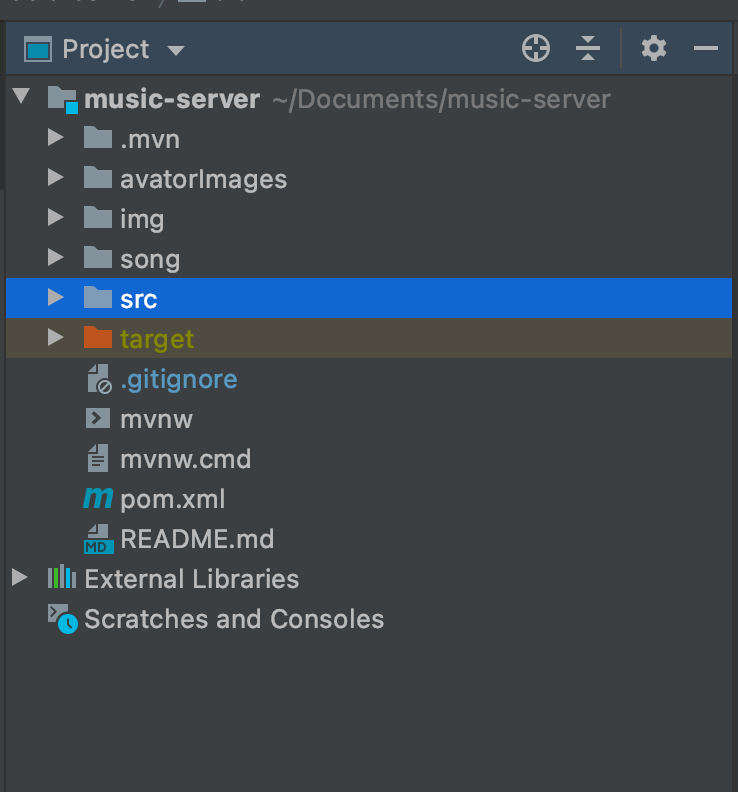 Project
music-server ~/Documents/music-server
.mvn
avatorImages
img
song
src
target
.gitignore
mvnw
mvnw.cmd
m pom.xml
MD README.md
External Libraries
Scratches and Consoles